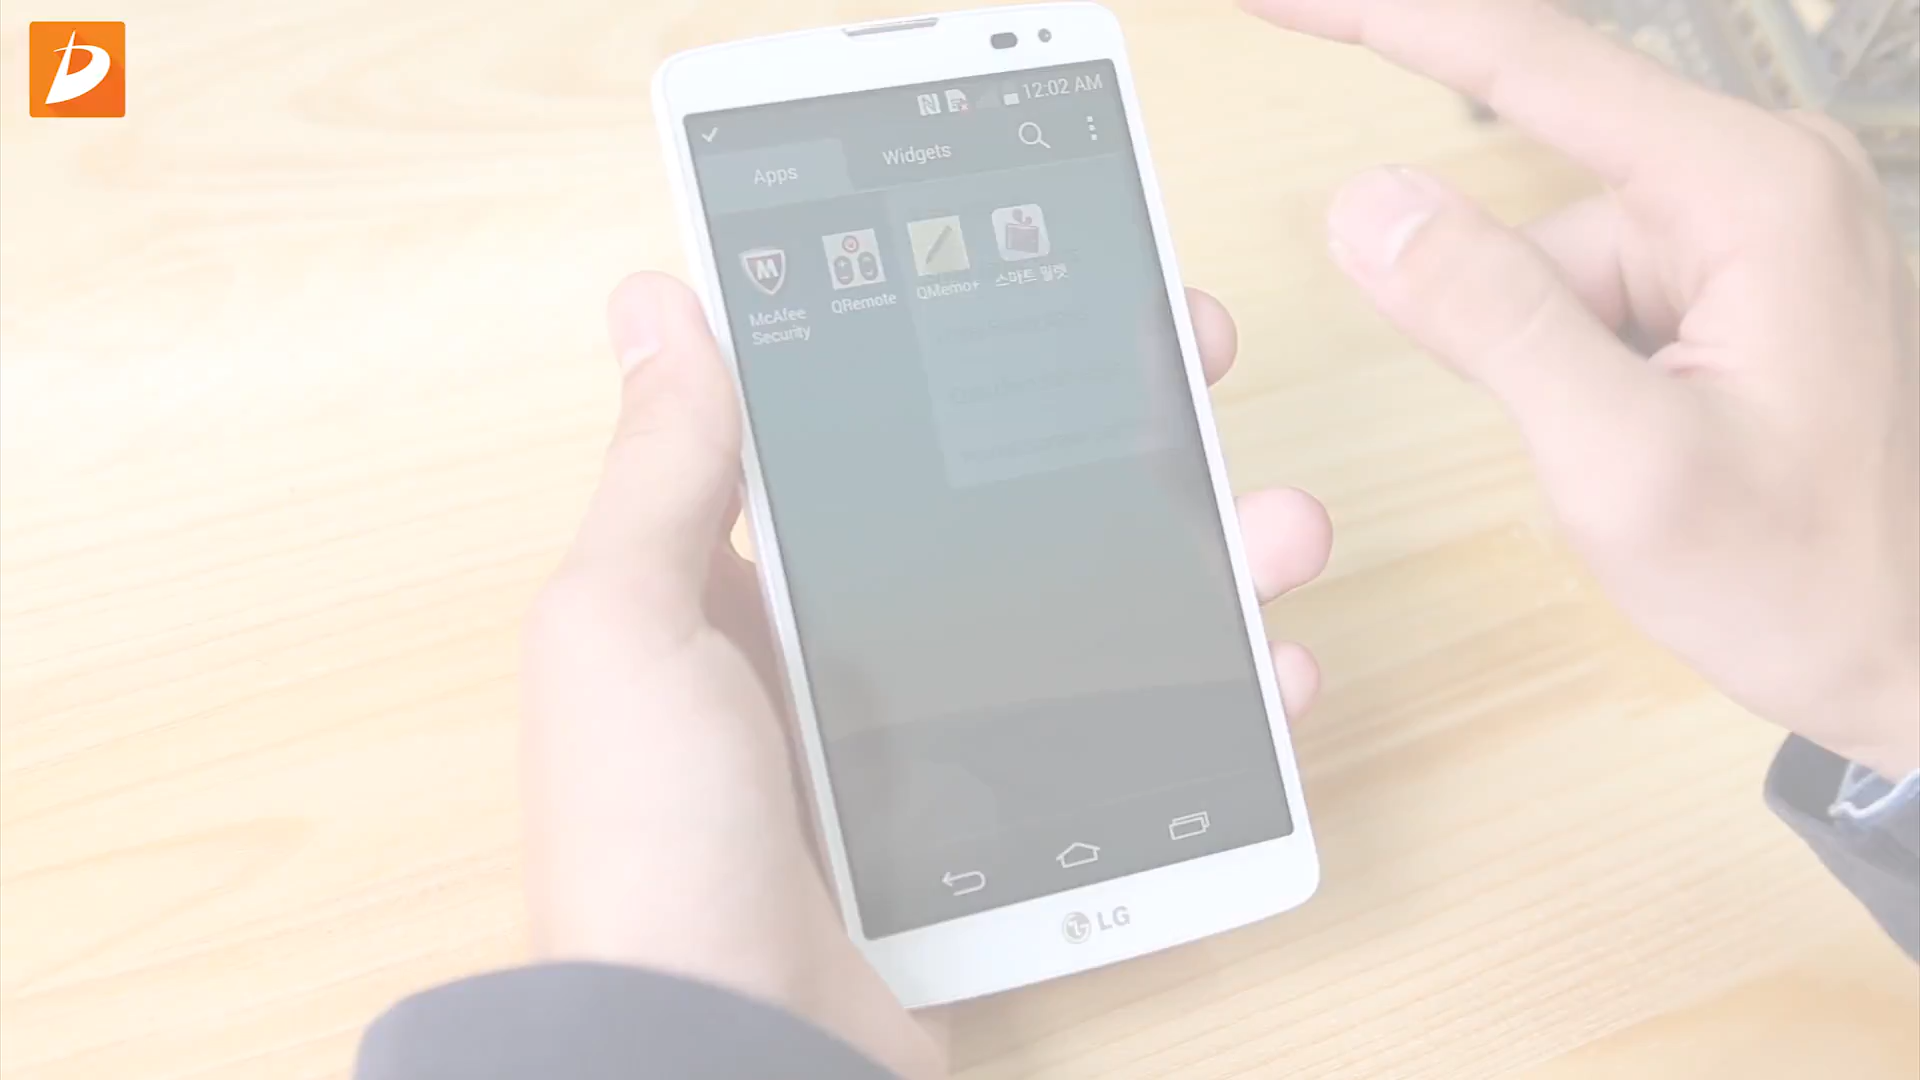 12:02 AM
Apps
Widgets
McAfee
Security
QRemote
QMemo+
스마트 월렛
LG